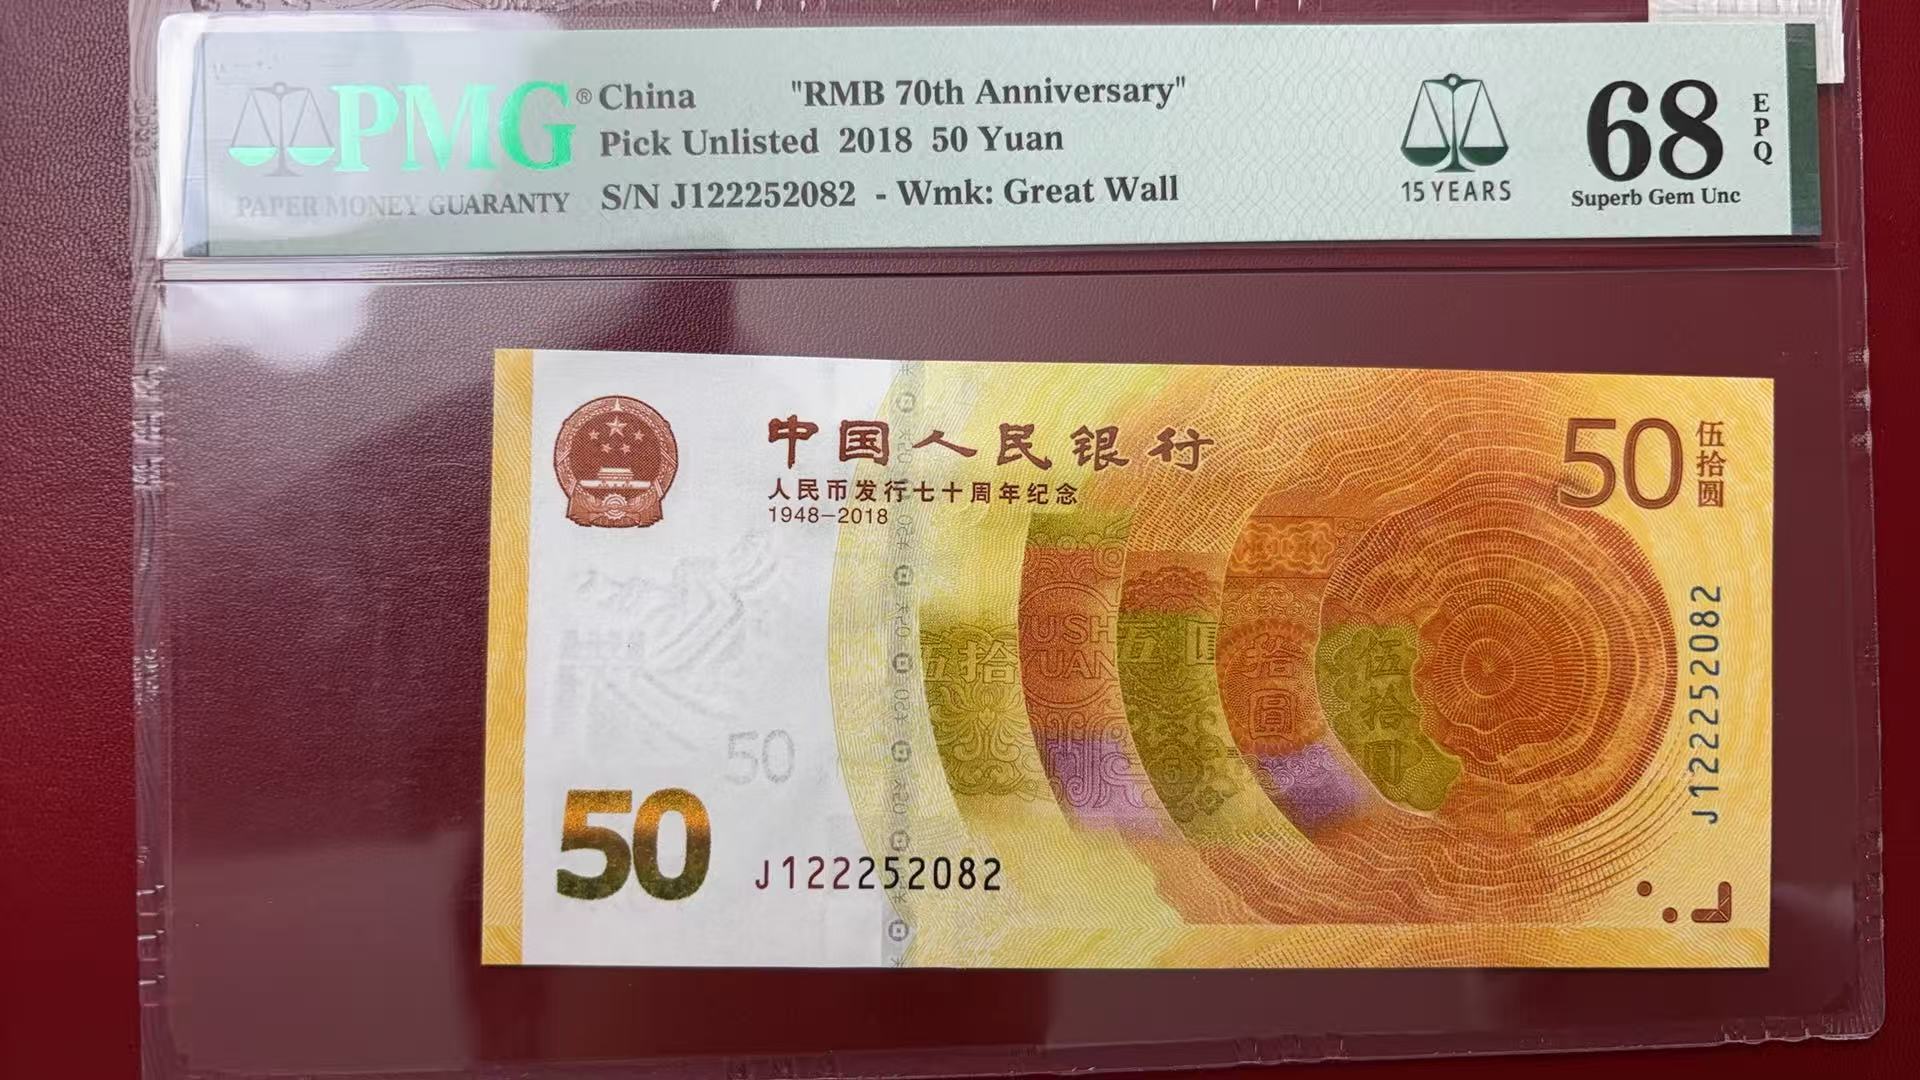 PMG® China "RMB 70th Anniversary"
Pick Unlisted 2018 50 Yuan
PAPER MONEY GUARANTY
S/N J122252082 - Wmk: Great Wall
15 YEARS
68
EPQ
Superb Gem Unc
中国人民银行
人民币发行七十周年纪念
1948-2018
50
伍拾圆
伍拾
WUSHI
YUAN
五圆
拾圓
伍拾圆
50
50
J122252082
J122252082